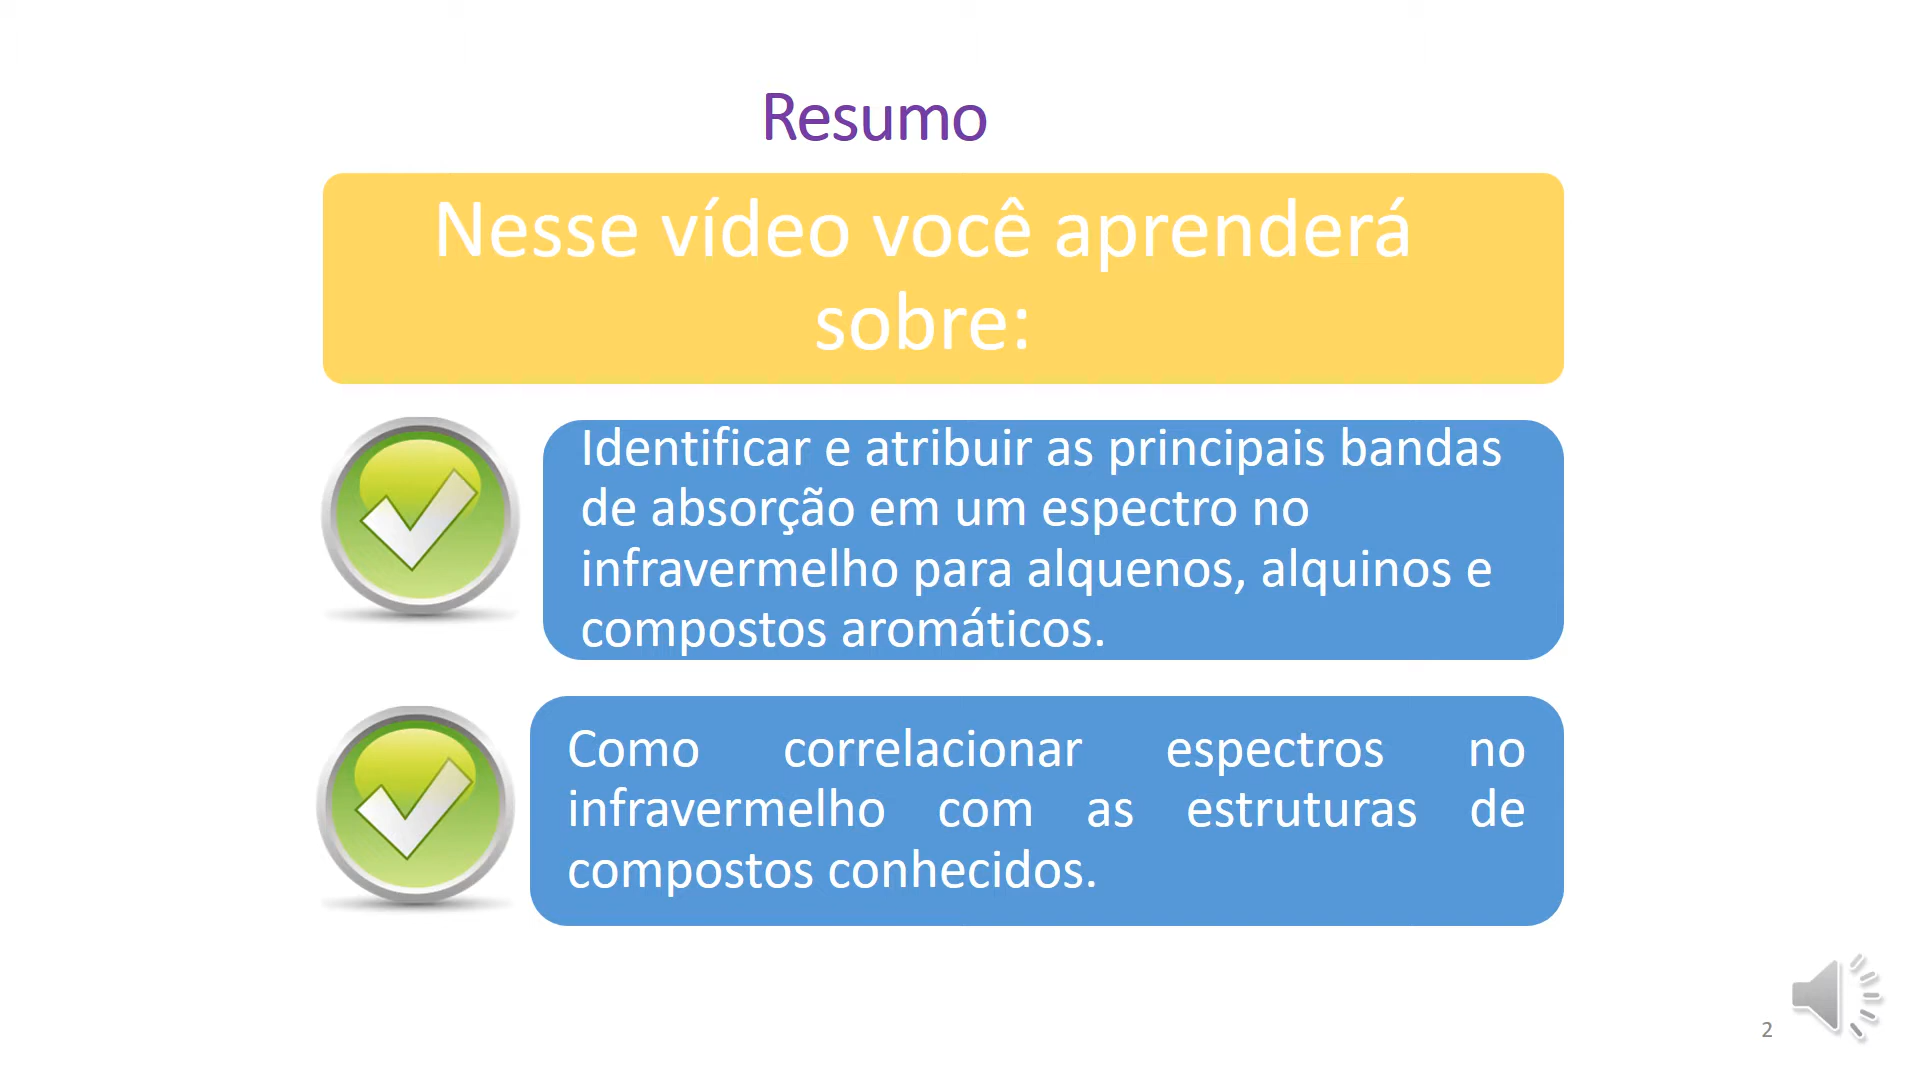 Resumo
Nesse vídeo você aprenderá
sobre:
Identificar e atribuir as principais bandas
de absorção em um espectro no
infravermelho para alquenos, alquinos e
compostos aromáticos.
Como correlacionar espectros no
infravermelho com as estruturas de
compostos conhecidos.
2